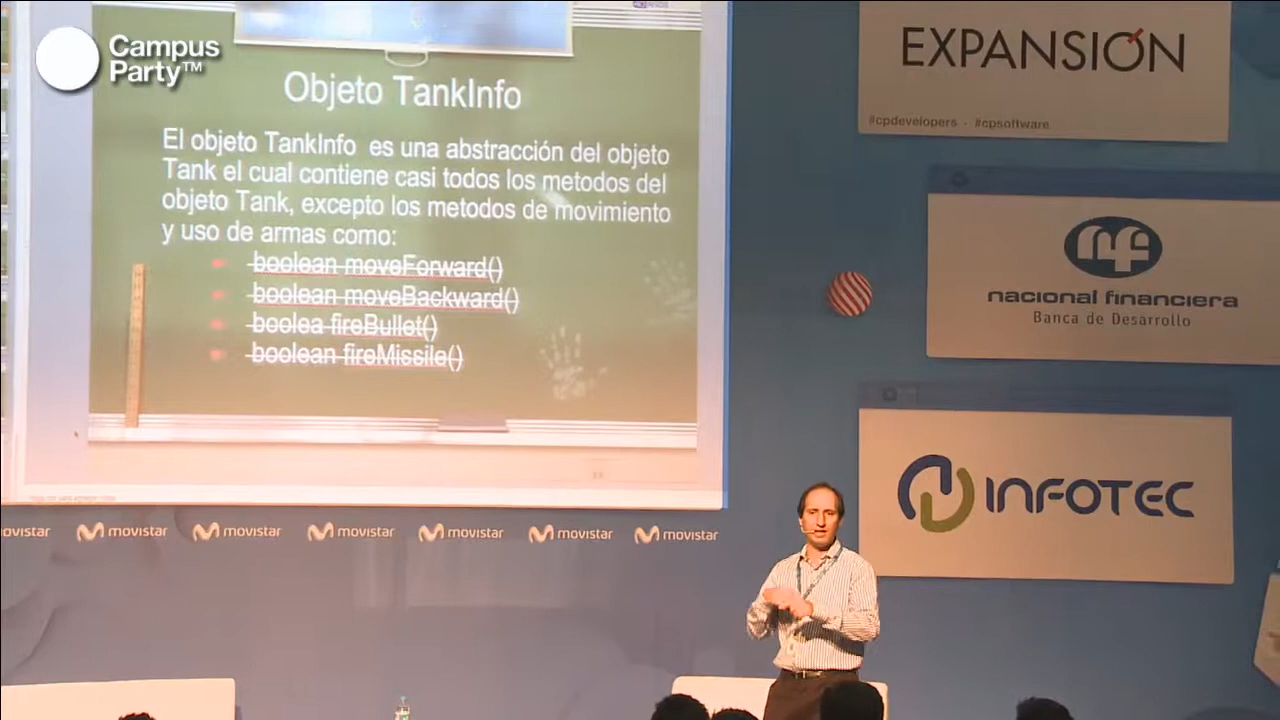 Campus
Party™
Objeto TankInfo
El objeto TankInfo es una abstracción del objeto
Tank el cual contiene casi todos los metodos del
objeto Tank, excepto los metodos de movimiento
y uso de armas como:
boolean moveForward()
boolean moveBackward()
boolea fireBullet()
boolean fireMissile()
EXPANSIÓN
#cpdevelopers - #cpsoftware
nf
nacional financiera
Banca de Desarrollo
INFOTEC
ovistar movistar movistar movistar movistar movistar movistar